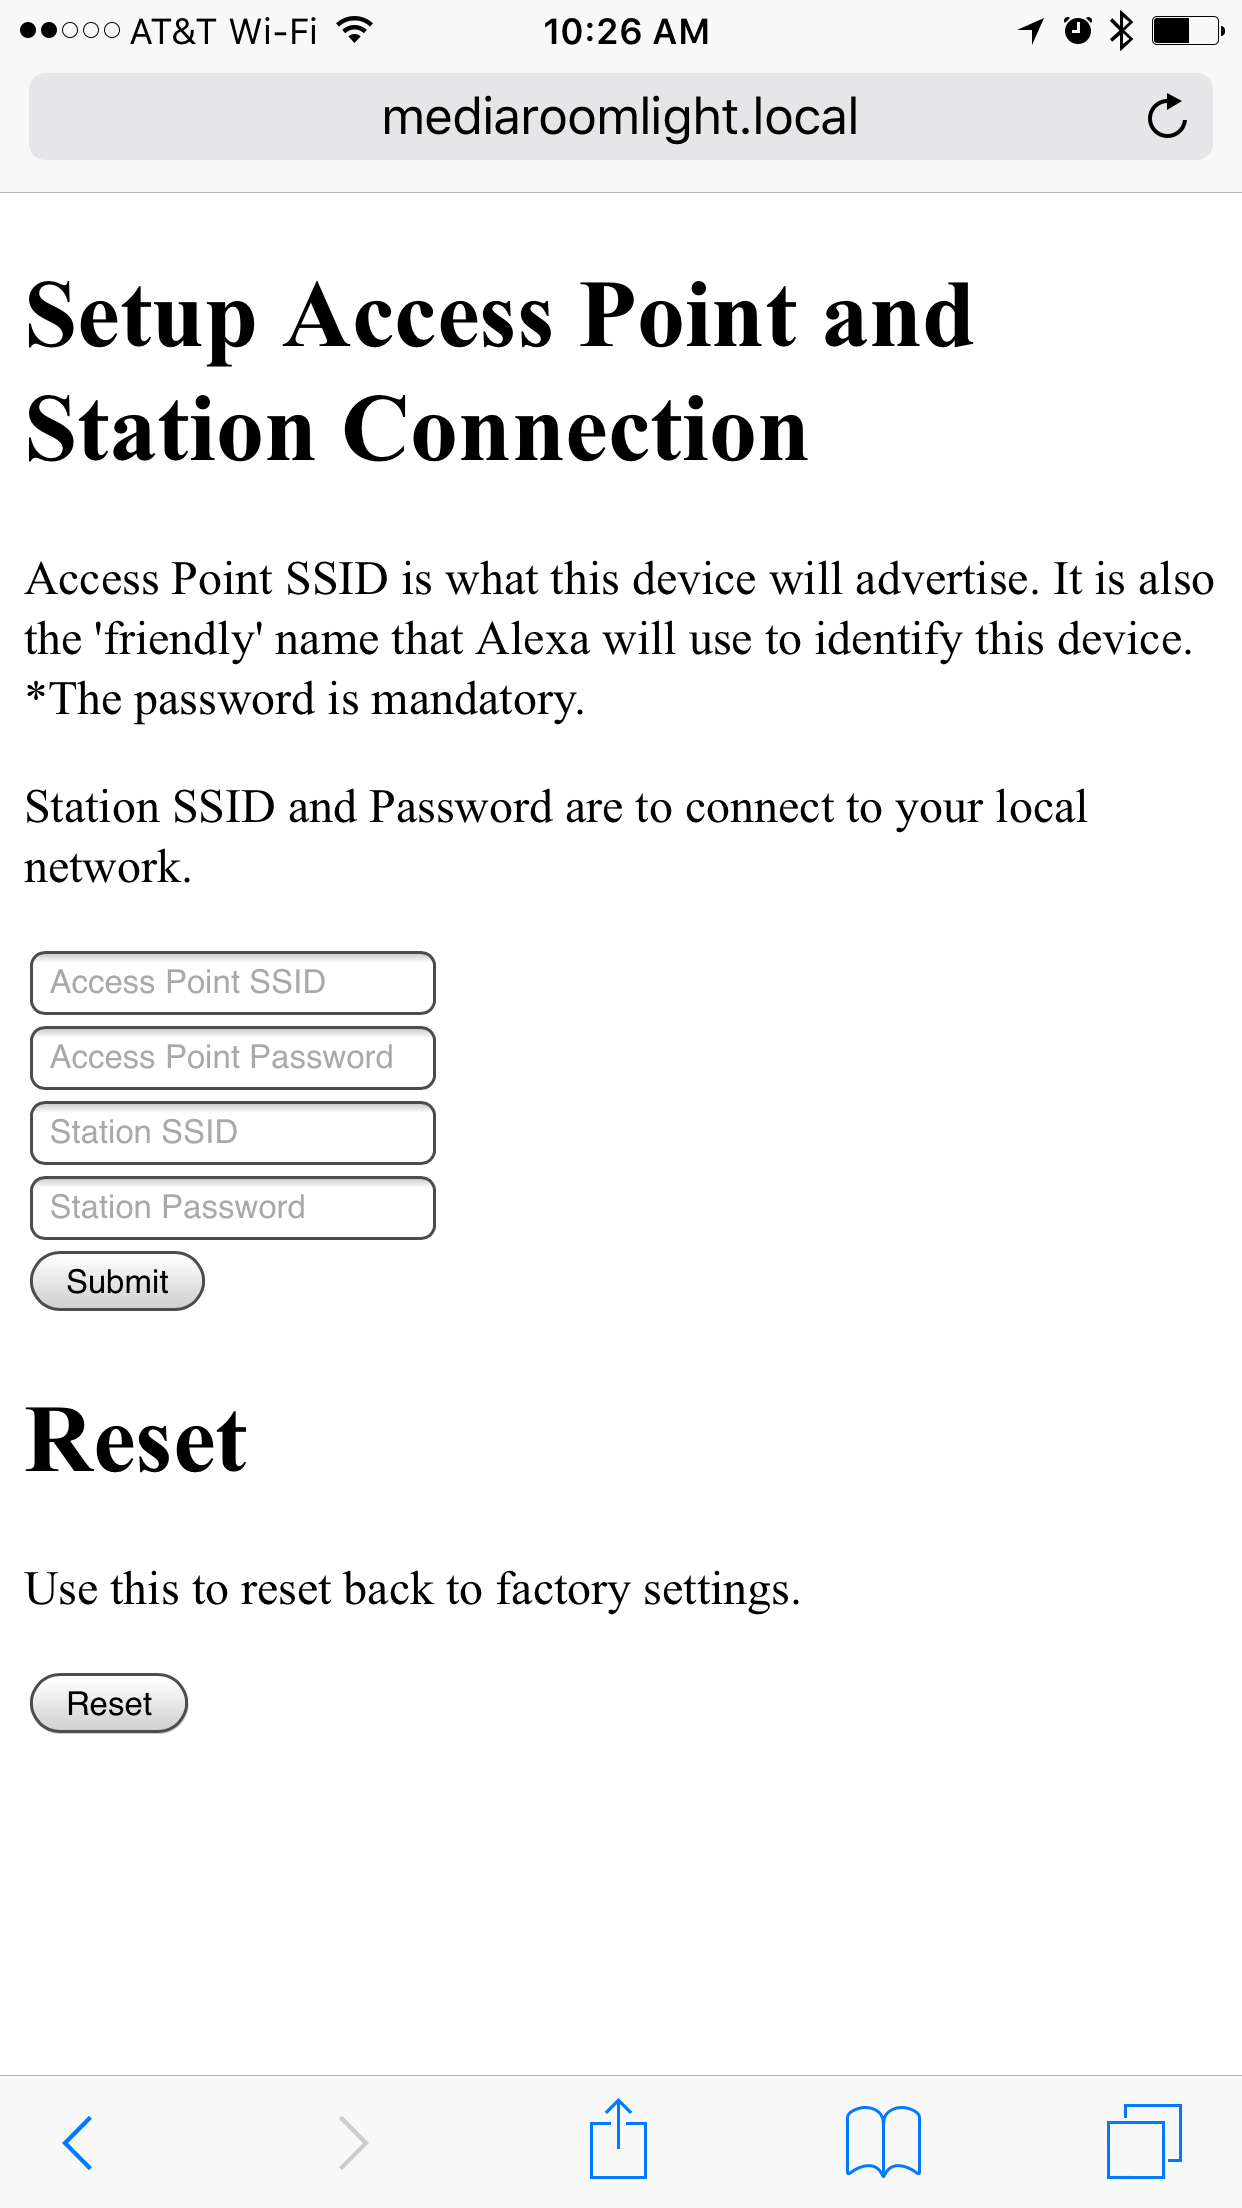 AT&T Wi-Fi 10:26 AM
mediaroomlight.local
Setup Access Point and
Station Connection
Access Point SSID is what this device will advertise. It is also
the 'friendly' name that Alexa will use to identify this device.
*The password is mandatory.
Station SSID and Password are to connect to your local
network.
Access Point SSID
Access Point Password
Station SSID
Station Password
Submit
Reset
Use this to reset back to factory settings.
Reset